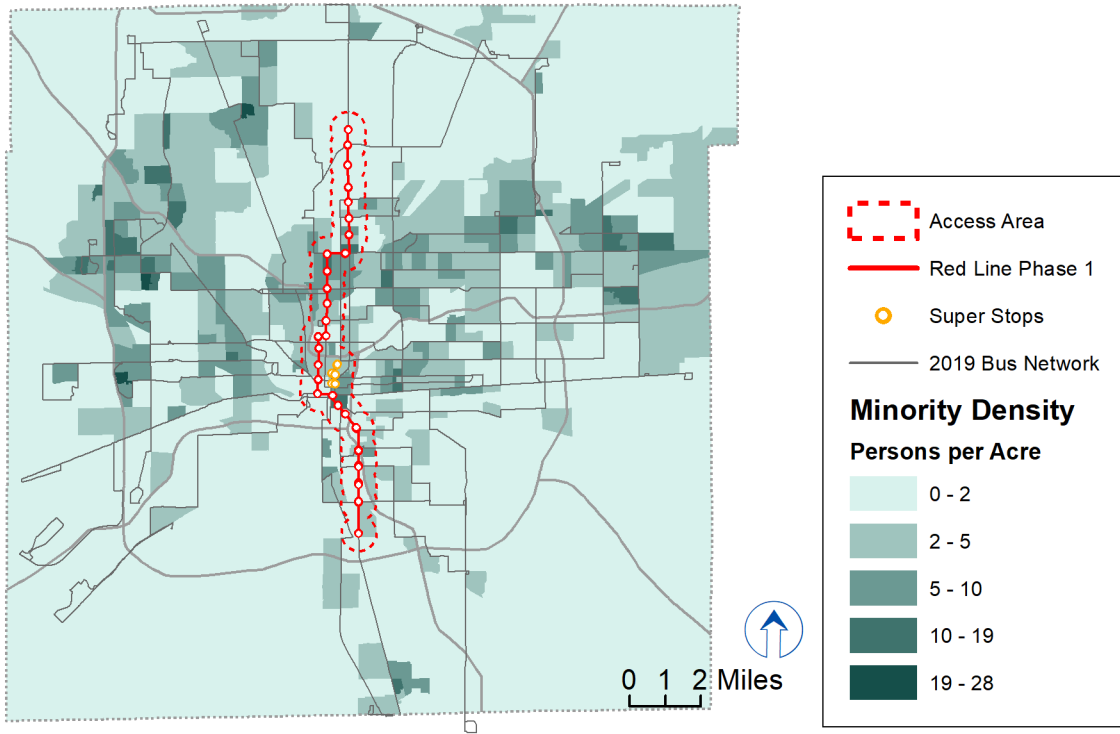 Access Area
Red Line Phase 1
Super Stops
2019 Bus Network
Minority Density
Persons per Acre
0 - 2
2 - 5
5 - 10
10 - 19
19 - 28
0 1 2 Miles